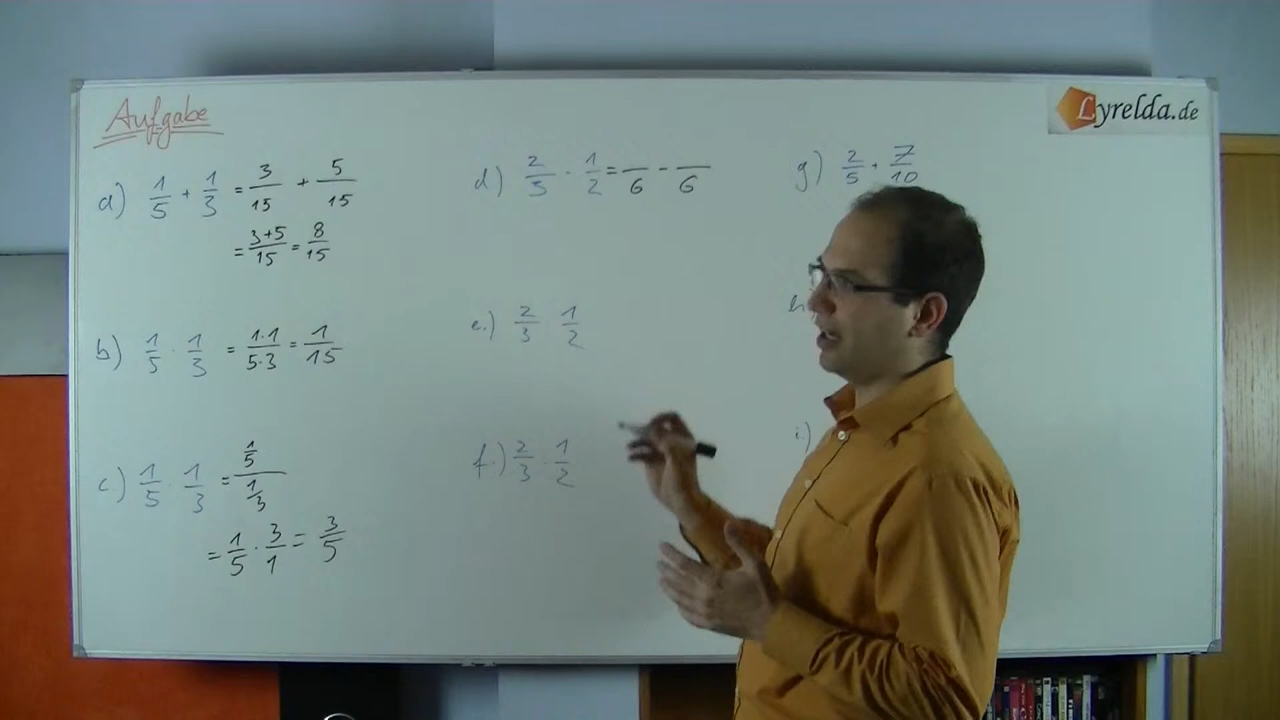 Aufgabe
Lyrelda.de
a) 1/5 + 1/3 = 3/15 + 5/15
= 3+5/15 = 8/15
b) 1/5 · 1/3 = 1·1/5·3 = 1/15
c) 1/5 · 1/3 = 1/5 / 1/3
= 1/5 · 3/1 = 3/5
d) 2/3 - 1/2 = /6 - /6
e.) 2/3 · 1/2
f.) 2/3 · 1/2
g) 2/5 + 7/10
h
i)